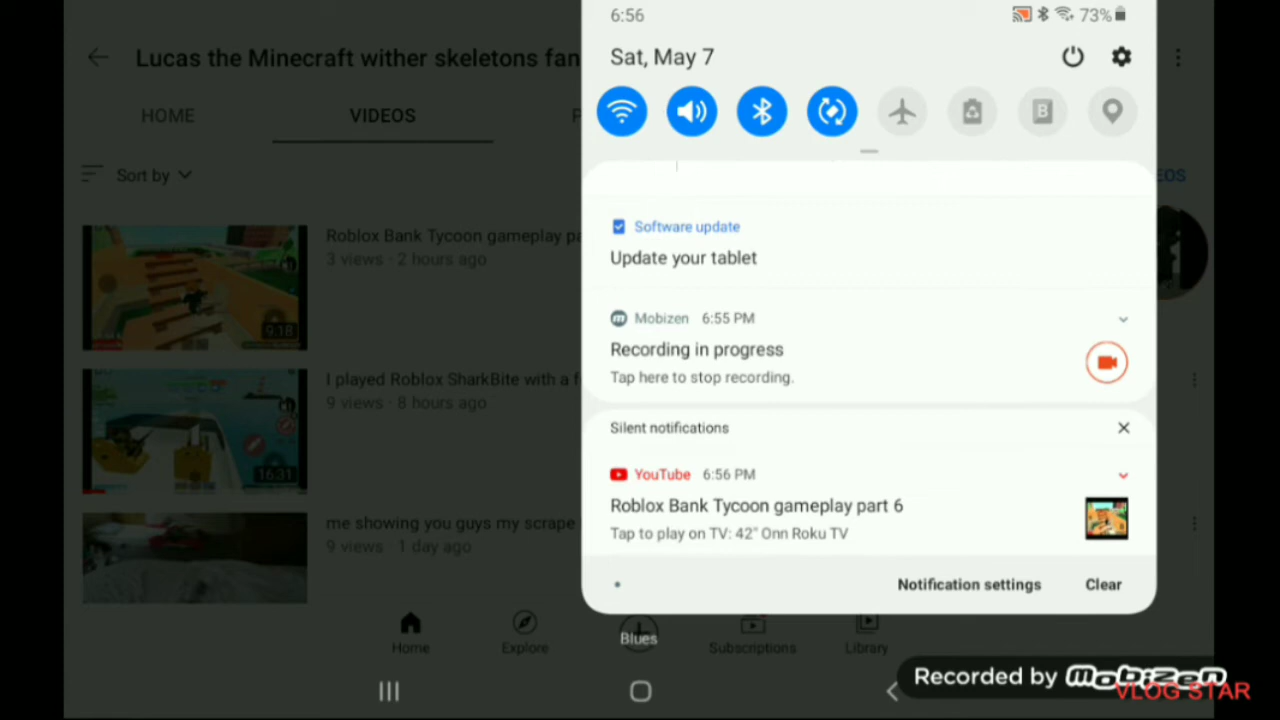 6:56
73%
Sat, May 7
Lucas the Minecraft wither skeletons fan
HOME
VIDEOS
P
Sort by
EOS
Roblox Bank Tycoon gameplay pa
3 views · 2 hours ago
9:18
I played Roblox SharkBite with a f
9 views · 8 hours ago
16:31
me showing you guys my scrape
9 views · 1 day ago
Software update
Update your tablet
Mobizen 6:55 PM
Recording in progress
Tap here to stop recording.
Silent notifications
YouTube 6:56 PM
Roblox Bank Tycoon gameplay part 6
Tap to play on TV: 42" Onn Roku TV
Notification settings
Clear
Home
Explore
Blues
Subscriptions
Library
Recorded by mobizen
VLOG STAR